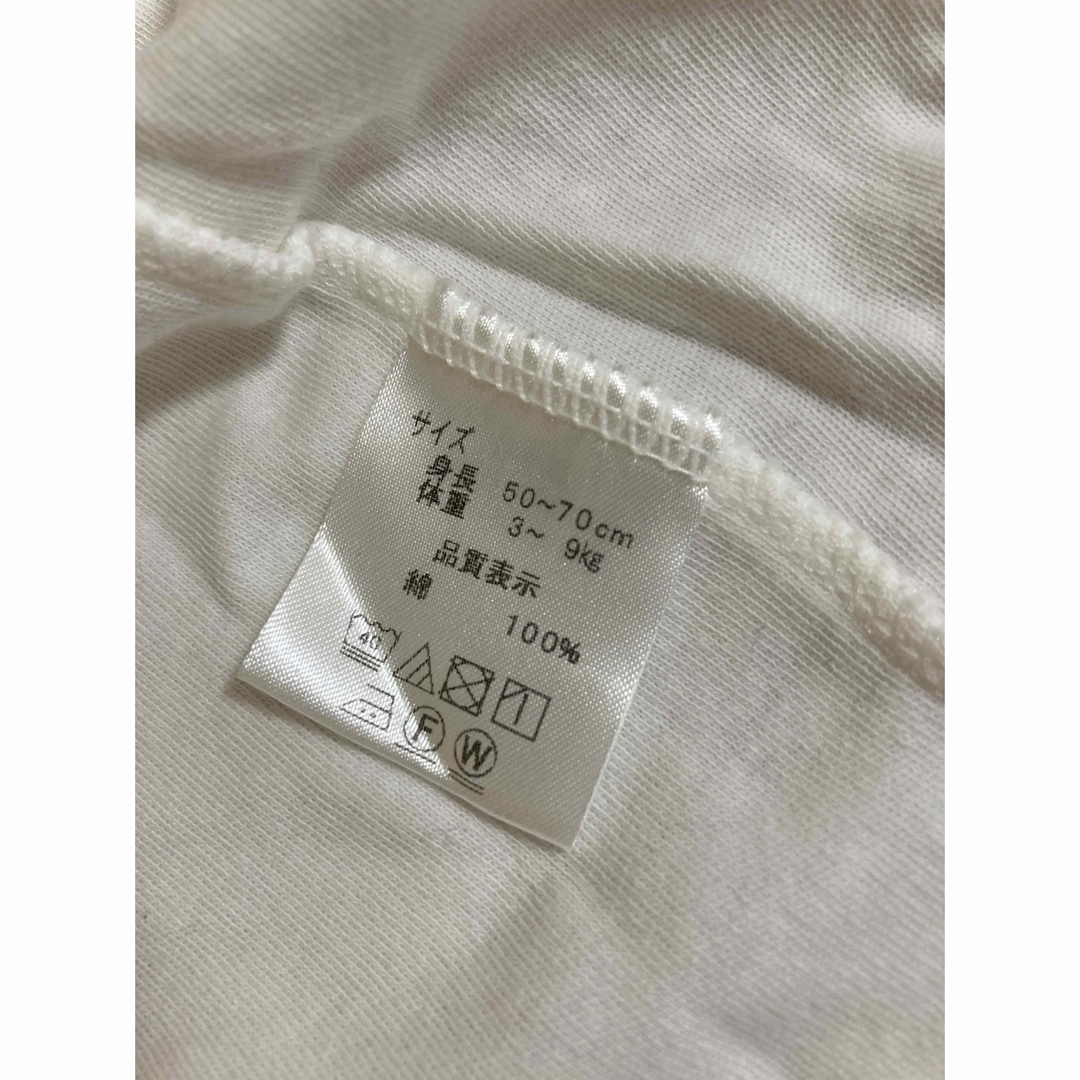 サイズ
身長 50~70cm
体重 3~ 9kg
品質表示
綿 100%
40
F W